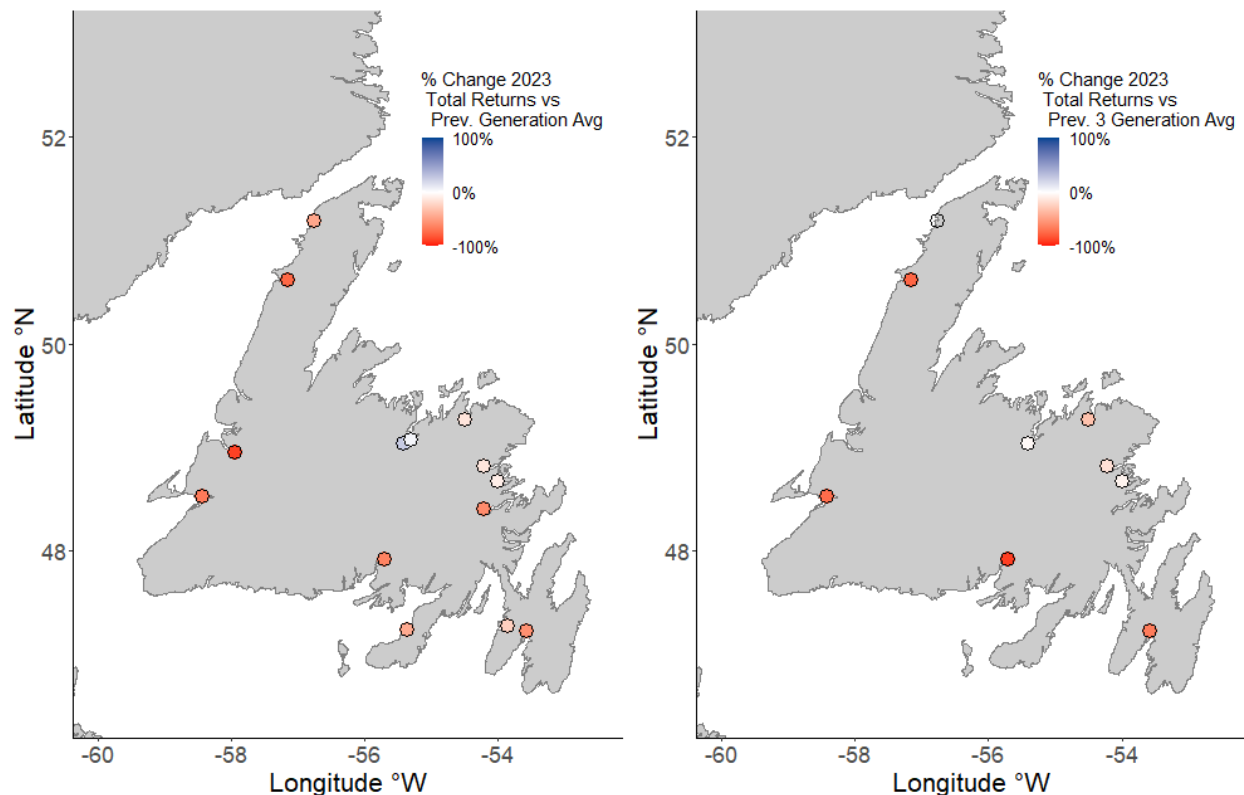 % Change 2023
Total Returns vs
Prev. Generation Avg
100%
0%
-100%
52
50
48
Latitude °N
-60
-58
-56
-54
Longitude °W
% Change 2023
Total Returns vs
Prev. 3 Generation Avg
100%
0%
-100%
52
50
48
Latitude °N
-60
-58
-56
-54
Longitude °W